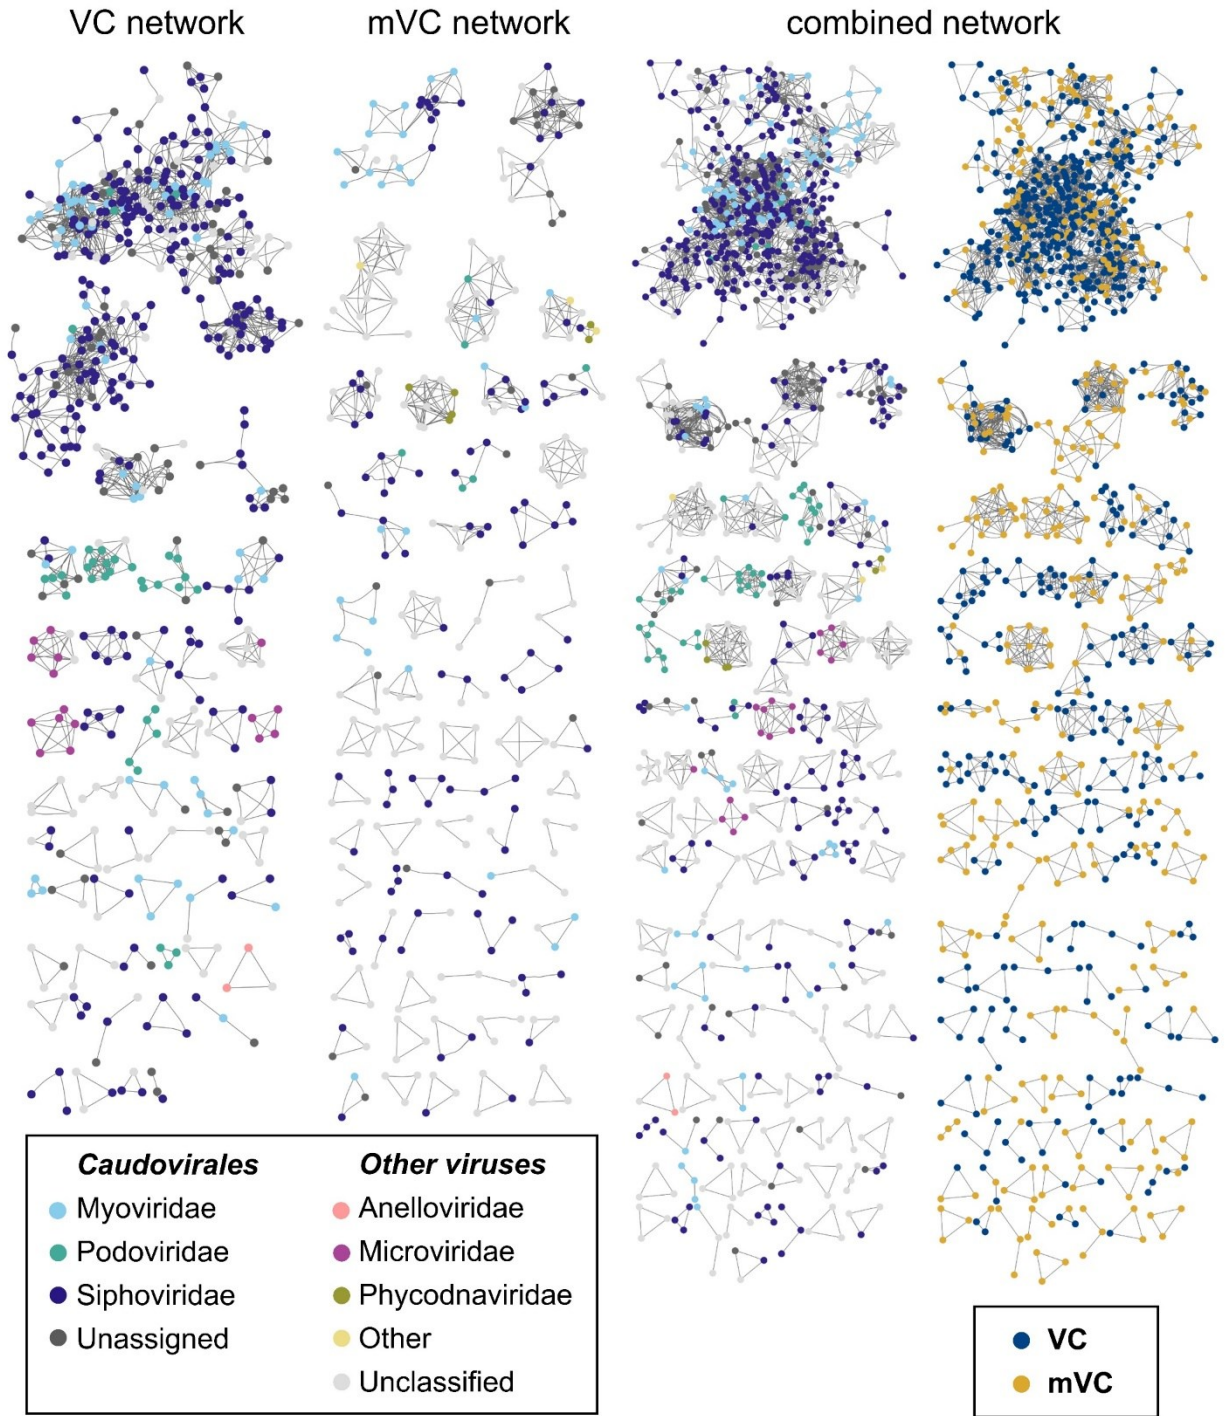 VC network
mVC network
combined network
Caudovirales
Myoviridae
Podoviridae
Siphoviridae
Unassigned
Other viruses
Anelloviridae
Microviridae
Phycodnaviridae
Other
Unclassified
VC
mVC